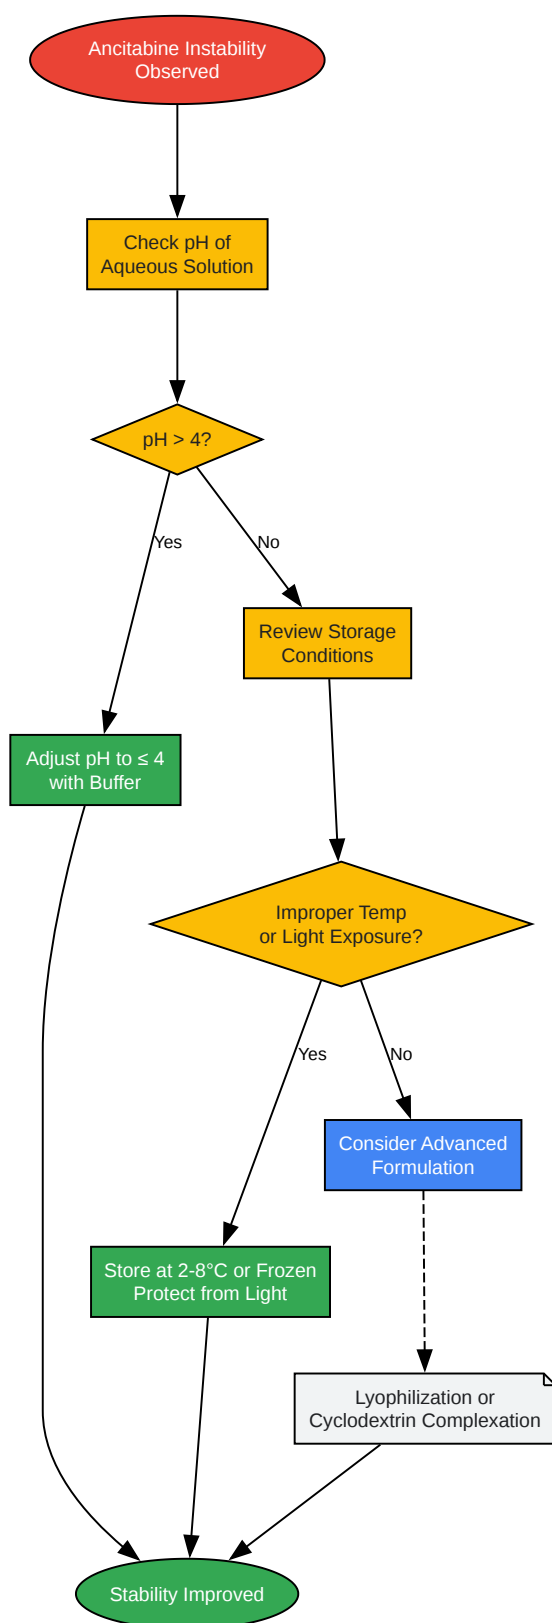 Ancitabine Instability
Observed
Check pH of
Aqueous Solution
pH > 4?
Yes
No
Review Storage
Conditions
Adjust pH to ≤ 4
with Buffer
Improper Temp
or Light Exposure?
Yes
No
Consider Advanced
Formulation
Store at 2-8°C or Frozen
Protect from Light
Lyophilization or
Cyclodextrin Complexation
Stability Improved